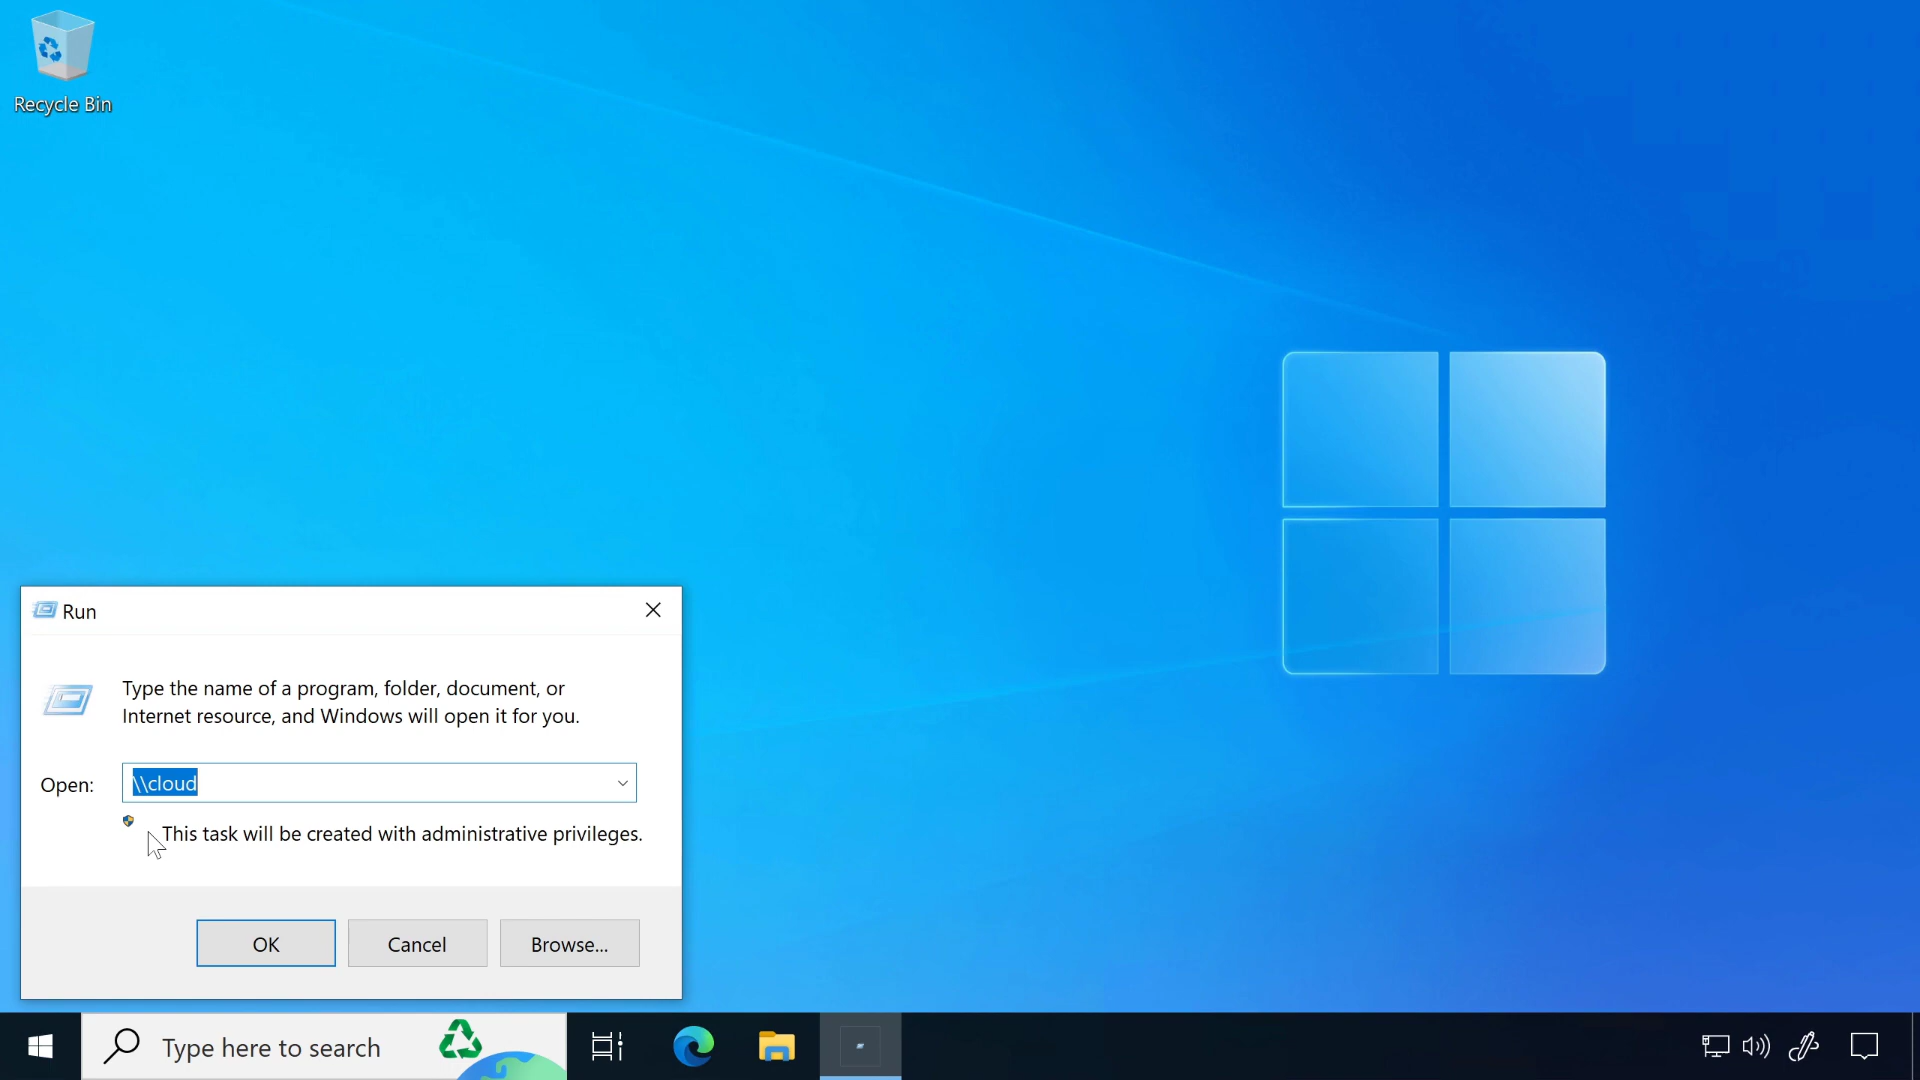 Recycle Bin
Run
Type the name of a program, folder, document, or
Internet resource, and Windows will open it for you.
Open:
\\cloud
This task will be created with administrative privileges.
OK
Cancel
Browse...
Type here to search